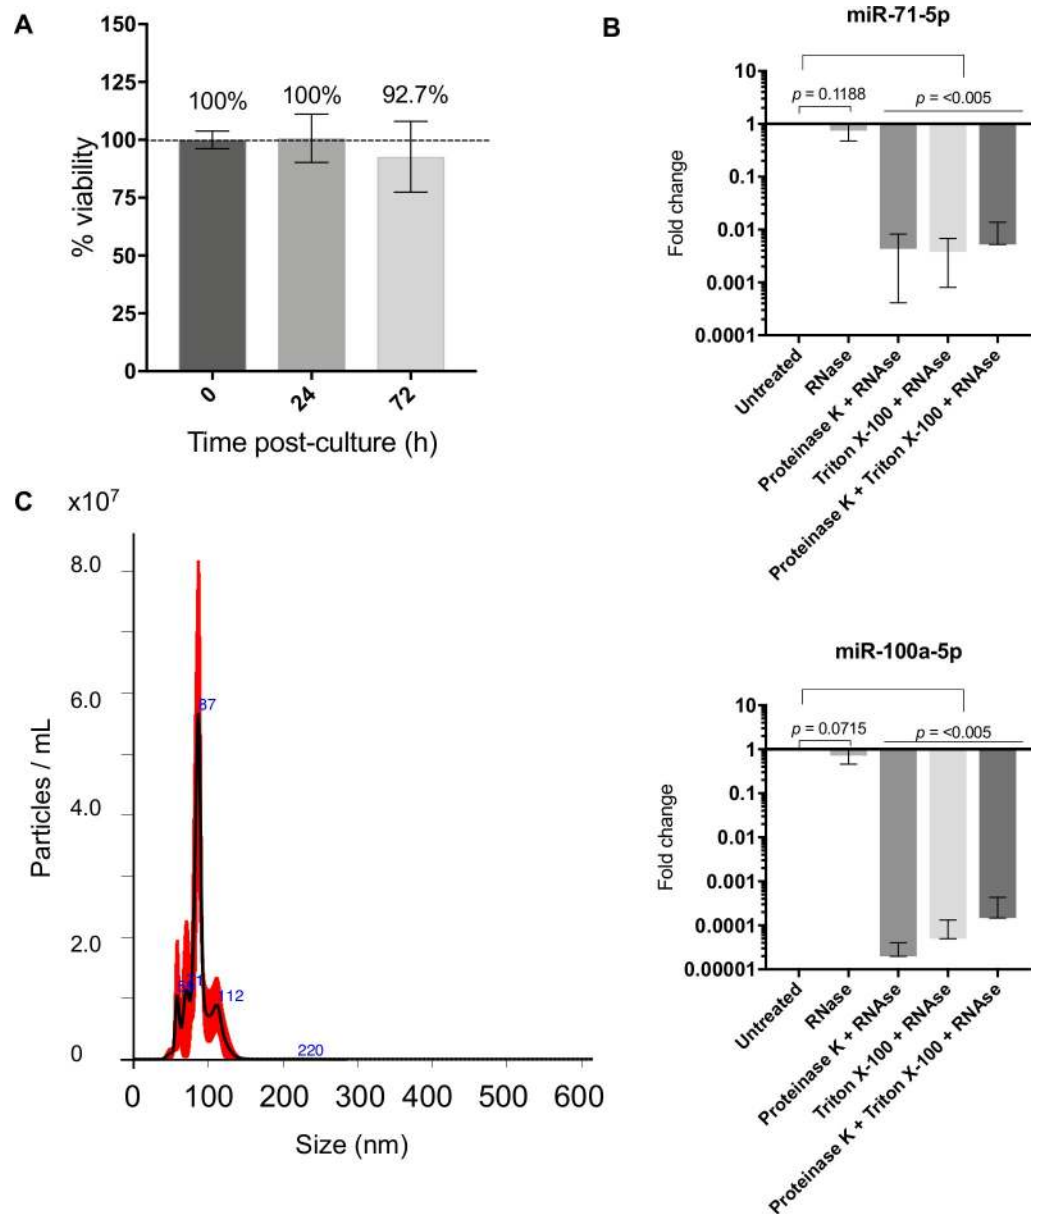 A
150
125
100
75
50
25
0
% viability
100%
100%
92.7%
0
24
72
Time post-culture (h)
B
miR-71-5p
p = 0.1188
p = <0.005
10
1
0.1
0.01
0.001
0.0001
Fold change
Untreated
RNase
Proteinase K + RNAse
Triton X-100 + RNAse
Proteinase K + Triton X-100 + RNAse
C
x10⁷
8.0
6.0
4.0
2.0
0
Particles / mL
87
112
220
0
100
200
300
400
500
600
Size (nm)
miR-100a-5p
p = 0.0715
p = <0.005
10
1
0.1
0.01
0.001
0.0001
0.00001
Fold change
Untreated
RNase
Proteinase K + RNAse
Triton X-100 + RNAse
Proteinase K + Triton X-100 + RNAse